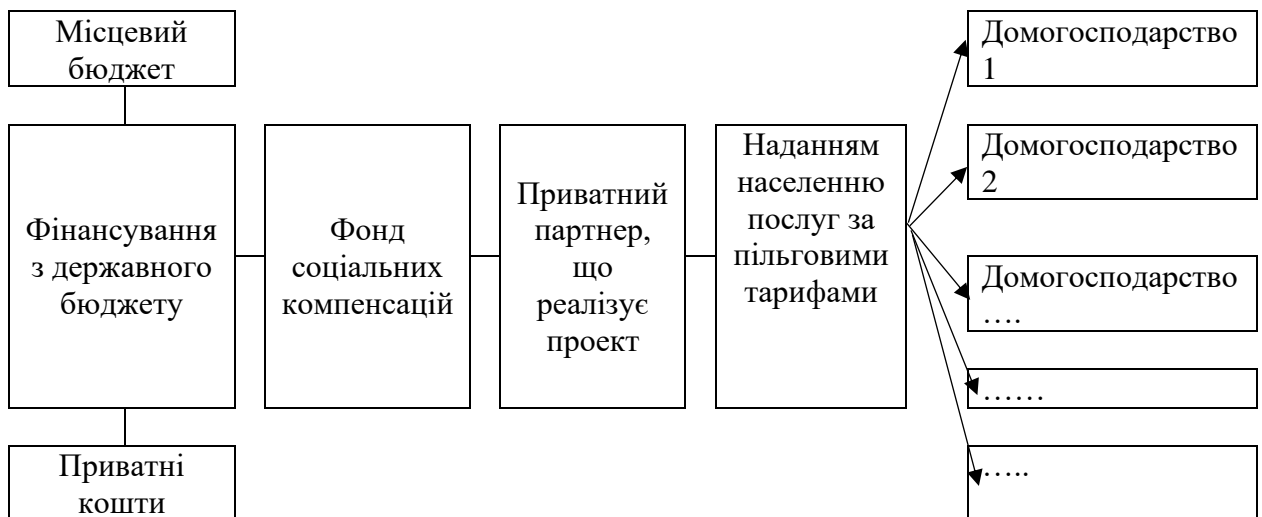 Місцевий
бюджет
Фінансування
з державного
бюджету
Приватні
кошти
Фонд
соціальних
компенсацій
Приватний
партнер,
що
реалізує
проект
Наданням
населенню
послуг за
пільговими
тарифами
Домогосподарство
1
Домогосподарство
2
Домогосподарство
….
……
…..